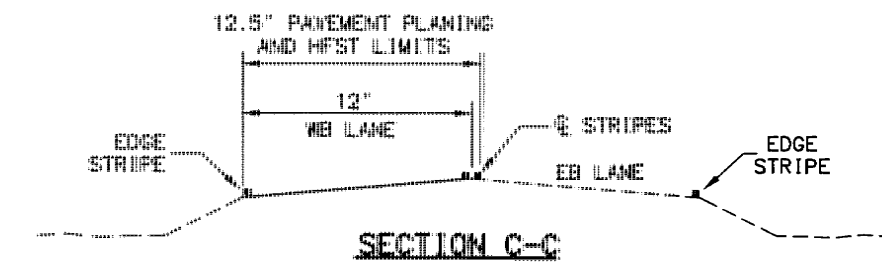 12.5" PAVEMENT PLANING
AND HFST LIMITS
12"
WB LANE
EDGE
STRIPE
℄ STRIPES
EB LANE
EDGE
STRIPE
SECTION C-C